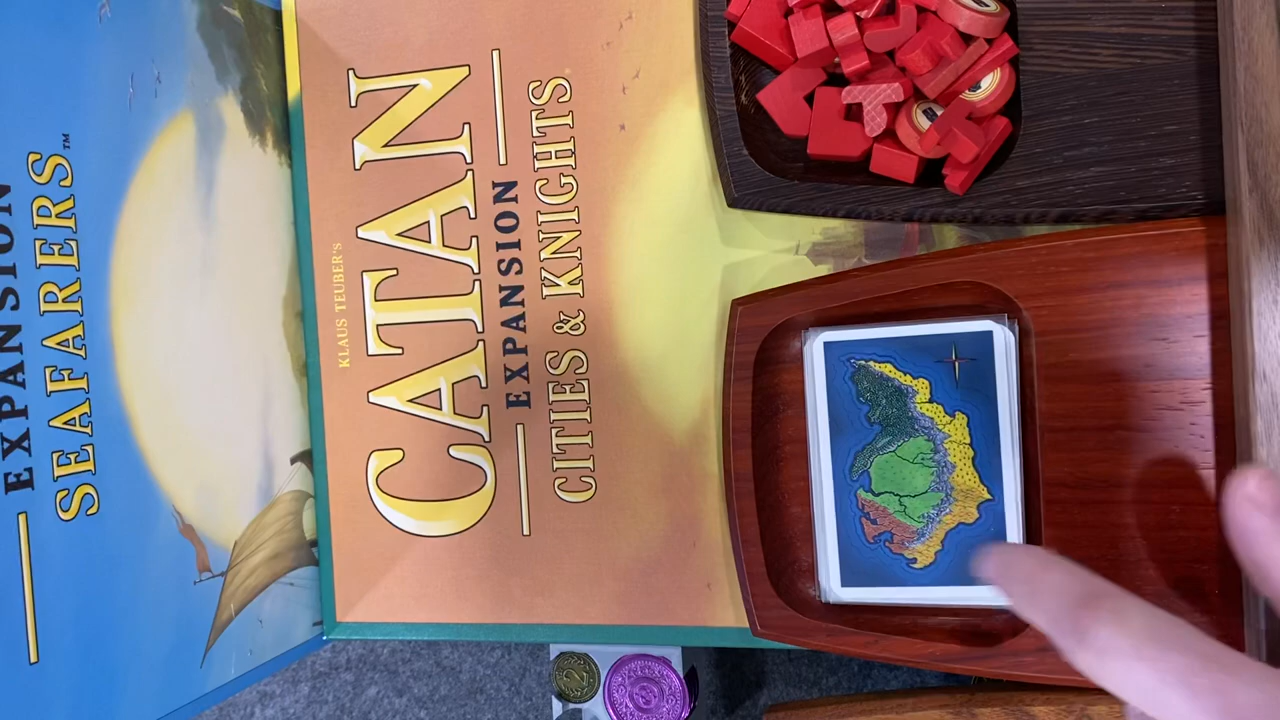 EXPANSION
SEAFARERS™
KLAUS TEUBER'S
CATAN
EXPANSION
CITIES & KNIGHTS
2